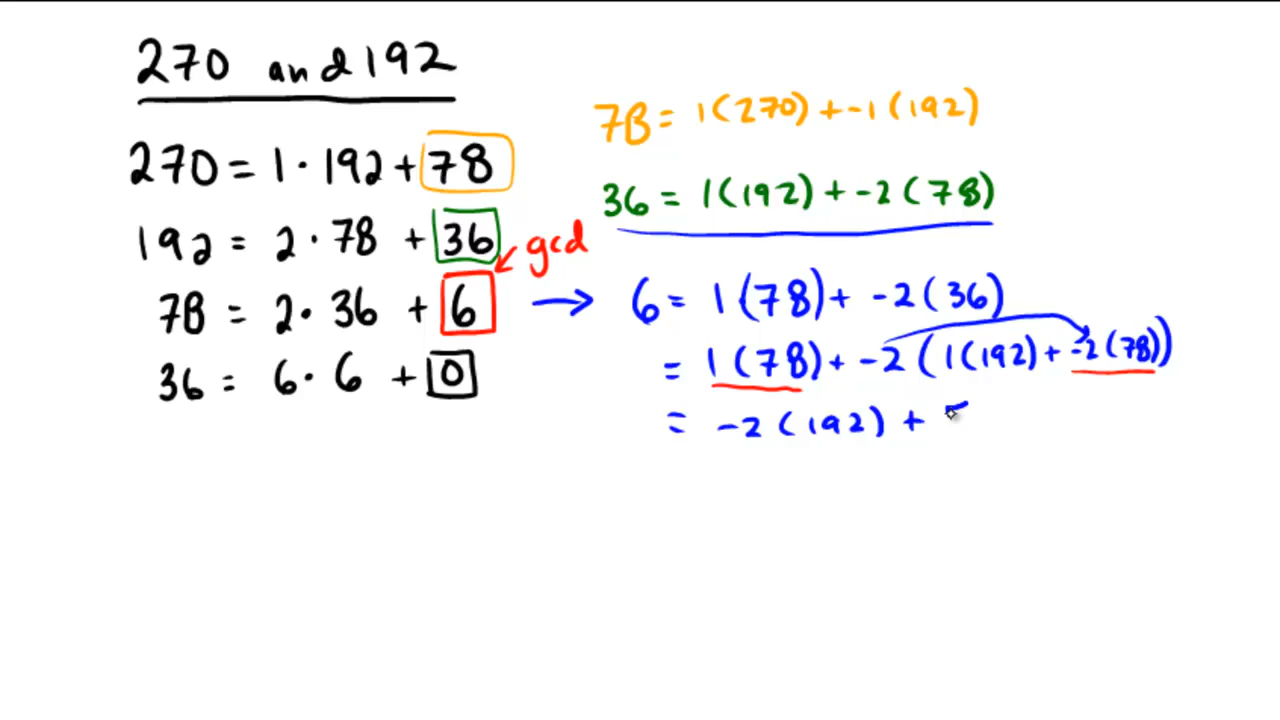 270 and 192
270 = 1 · 192 + 78
192 = 2 · 78 + 36
78 = 2 · 36 + 6
gcd
36 = 6 · 6 + 0
78 = 1(270) + -1(192)
36 = 1(192) + -2(78)
→ 6 = 1(78) + -2(36)
= 1(78) + -2(1(192) + -2(78))
= -2(192) +